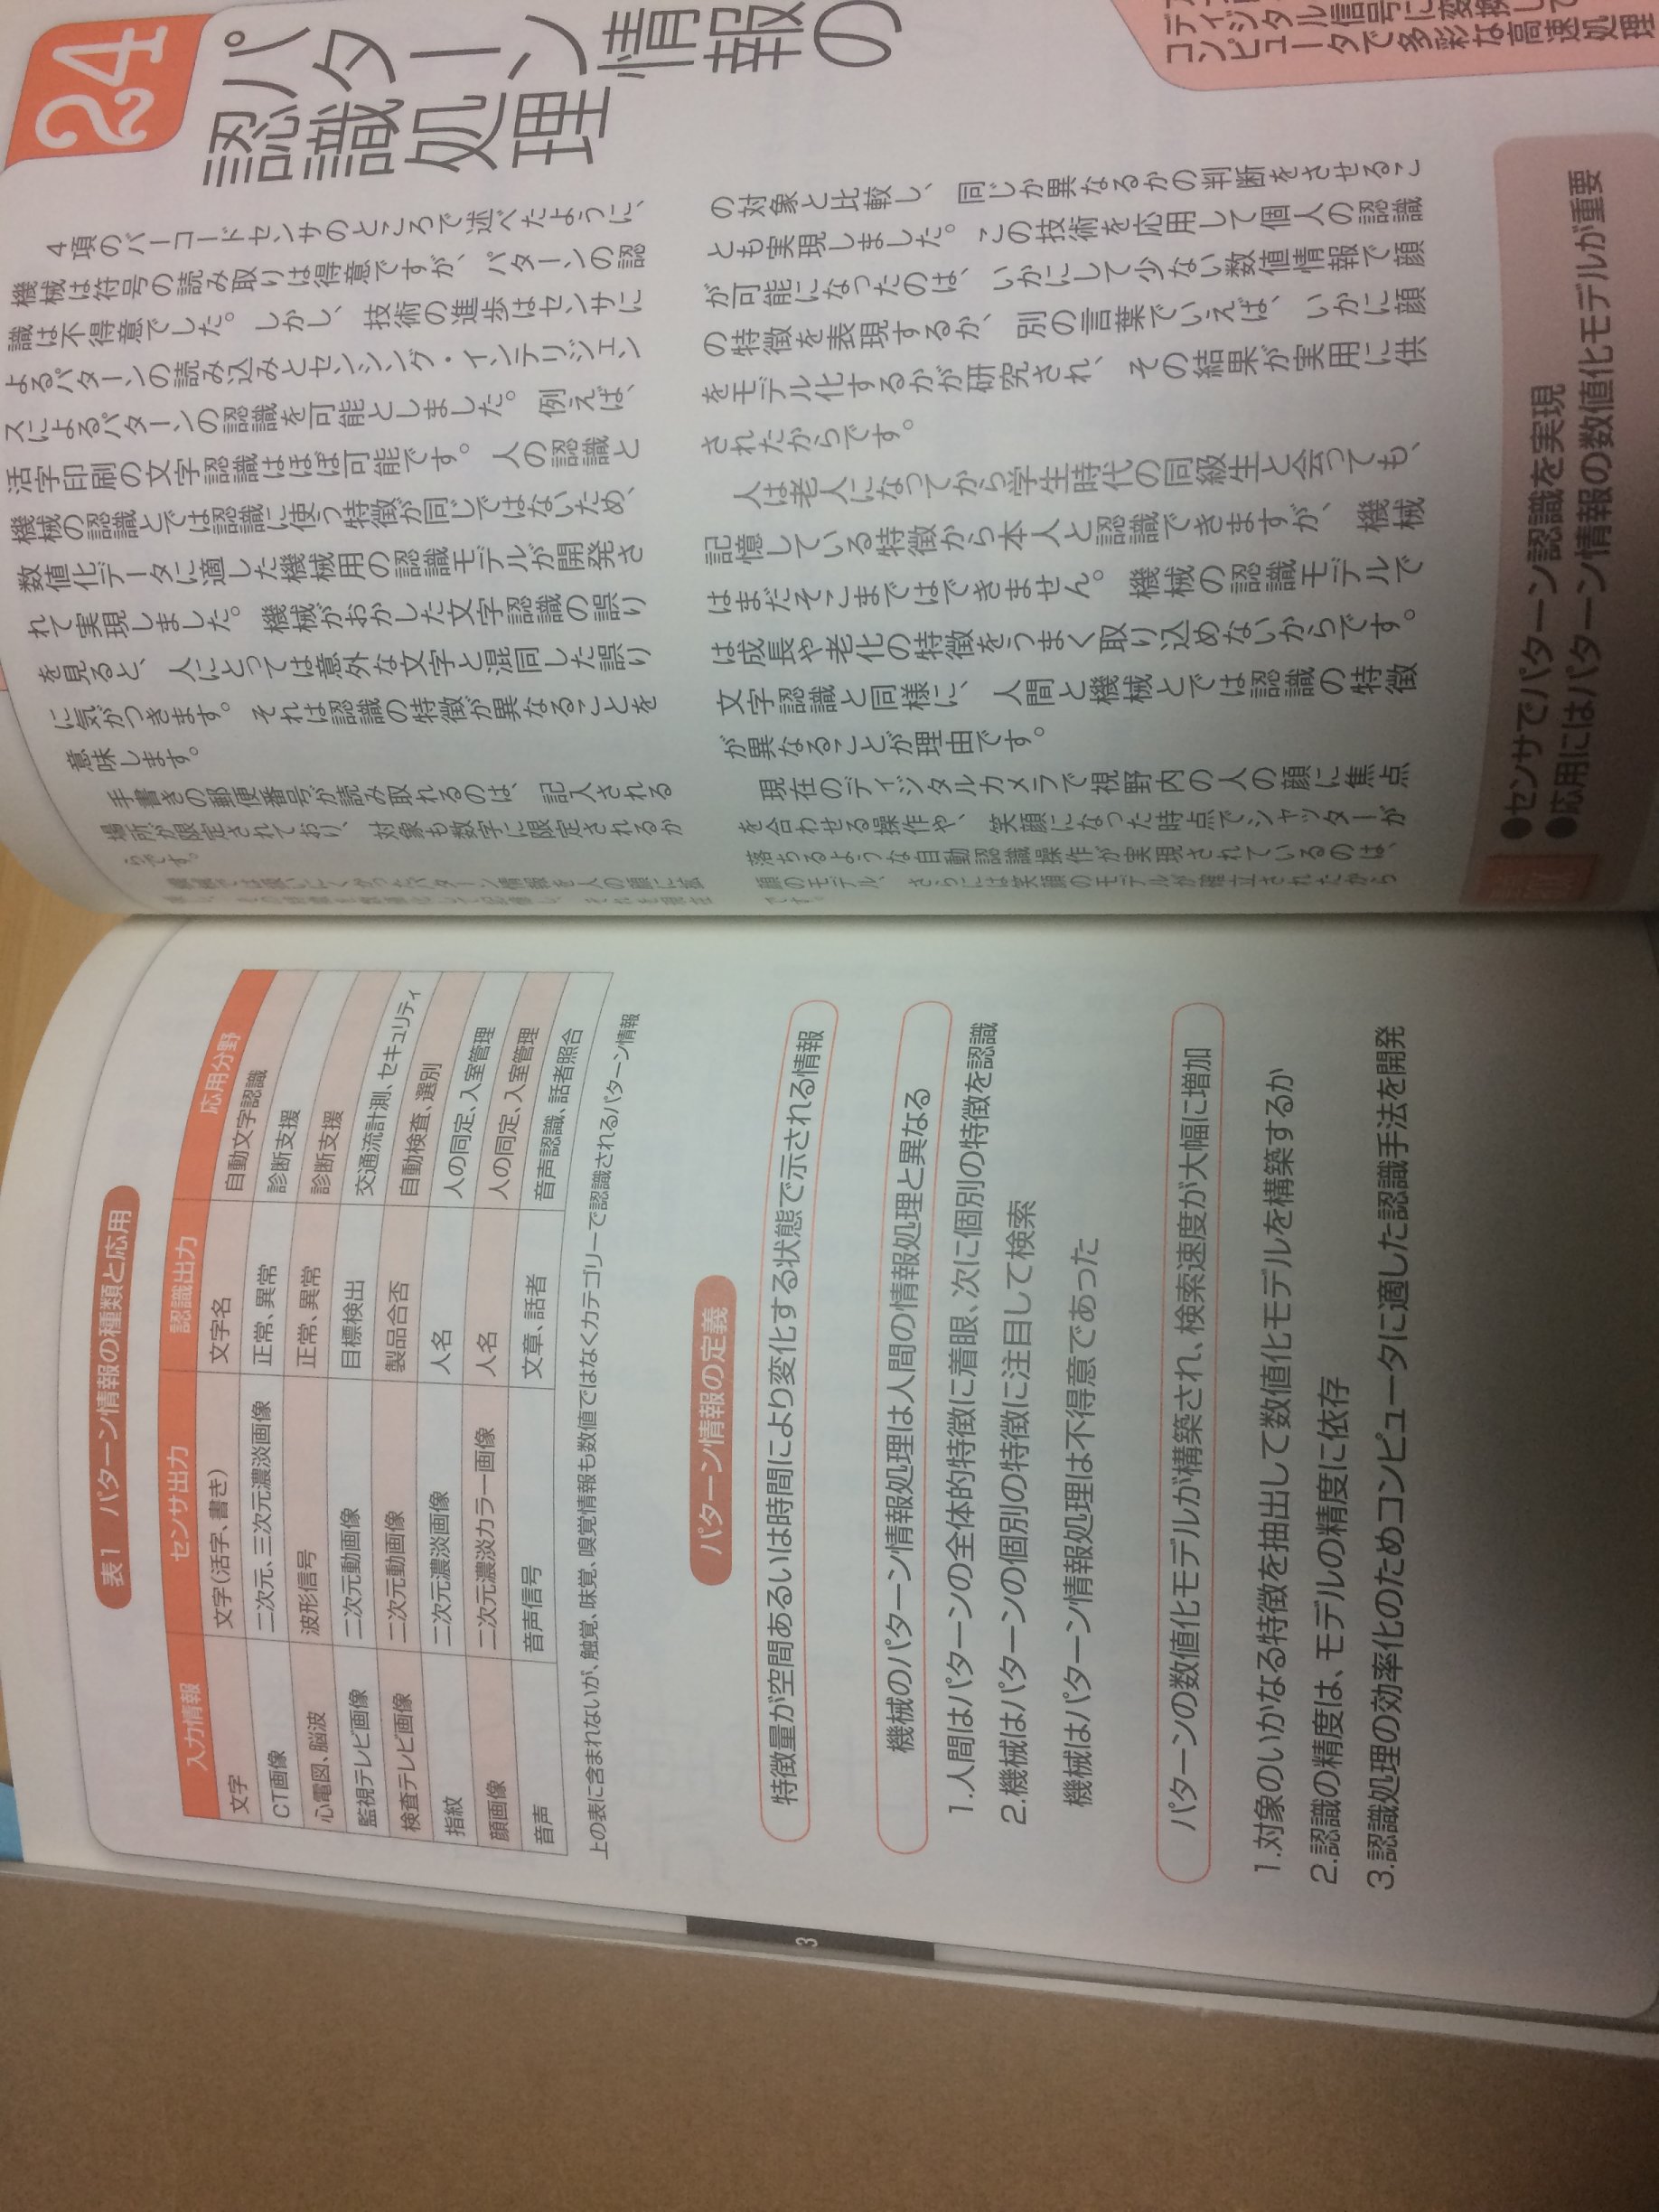 24
パターン情報の
認識処理
ディジタル信号に変換して
コンピュータで多彩な高速処理
4項のバーコードセンサのところで述べたように、
機械は符号の読み取りは得意ですが、パターンの認
識は不得意でした。しかし、技術の進歩はセンサに
よるパターンの読み込みとセンシング・インテリジェン
スによるパターンの認識を可能としました。例えば、
活字印刷の文字認識はほぼ可能です。人の認識と
機械の認識とでは認識に使う特徴が同じではないため、
数値化データに適した機械用の認識モデルが開発さ
れて実現しました。機械がおかした文字認識の誤り
を見ると、人にとっては意外な文字と混同した誤り
に気がつきます。それは認識の特徴が異なることを
意味します。
手書きの郵便番号が読み取れるのは、記入される
場所が限定されており、対象も数字に限定されるか
らです。
機械では扱いにくかったパターン情報を人の顔に拡
の対象と比較し、同じか異なるかの判断をさせるこ
とも実現しました。この技術を応用して個人の認識
が可能になったのは、いかにして少ない数値情報で顔
の特徴を表現するか、別の言葉でいえば、いかに顔
をモデル化するかが研究され、その結果が実用に供
されたからです。
人は老人になってから学生時代の同級生と会っても、
記憶している特徴から本人と認識できますが、機械
はまだそこまではできません。機械の認識モデルで
は成長や老化の特徴をうまく取り込めないからです。
文字認識と同様に、人間と機械とでは認識の特徴
が異なることが理由です。
現在のディジタルカメラで視野内の人の顔に焦点
を合わせる操作や、笑顔になった時点でシャッターが
落ちるような自動認識操作が実現されているのは、
顔のモデル、さらには笑顔のモデルが確立されたから
です。
BOX
●センサでパターン認識を実現
●応用にはパターン情報の数値化モデルが重要
表1 パターン情報の種類と応用
入力情報 センサ出力 認識出力 応用分野
文字 文字(活字、書き) 文字名 自動文字認識
CT画像 二次元、三次元濃淡画像 正常、異常 診断支援
心電図、脳波 波形信号 正常、異常 診断支援
監視テレビ画像 二次元動画像 目標検出 交通流計測、セキュリティ
検査テレビ画像 二次元動画像 製品合否 自動検査、選別
指紋 二次元濃淡画像 人名 人の同定、入室管理
顔画像 二次元濃淡カラー画像 人名 人の同定、入室管理
音声 音声信号 文章、話者 音声認識、話者照合
上の表に含まれないが、触覚、味覚、嗅覚情報も数値ではなくカテゴリーで認識されるパターン情報
パターン情報の定義
特徴量が空間あるいは時間により変化する状態で示される情報
機械のパターン情報処理は人間の情報処理と異なる
1.人間はパターンの全体的特徴に着眼、次に個別の特徴を認識
2.機械はパターンの個別の特徴に注目して検索
機械はパターン情報処理は不得意であった
パターンの数値化モデルが構築され、検索速度が大幅に増加
1.対象のいかなる特徴を抽出して数値化モデルを構築するか
2.認識の精度は、モデルの精度に依存
3.認識処理の効率化のためコンピュータに適した認識手法を開発
3